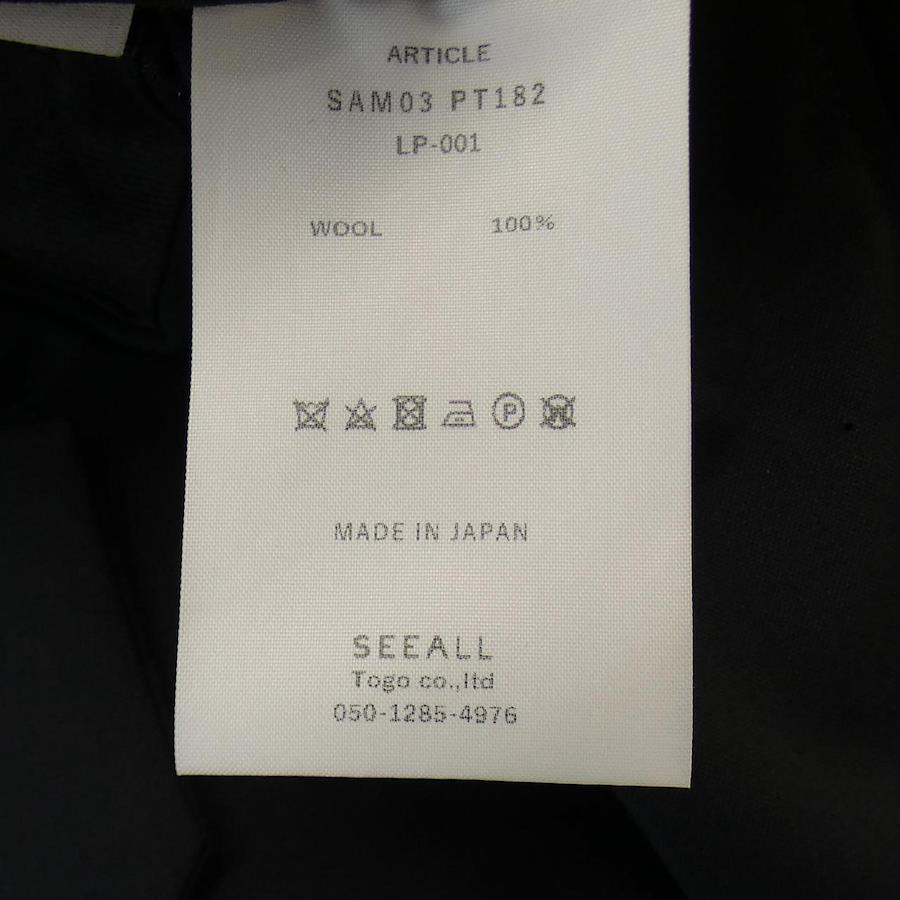 ARTICLE
SAM03 PT182
LP-001
WOOL 100%
P W
MADE IN JAPAN
SEEALL
Togo co.,ltd
050-1285-4976